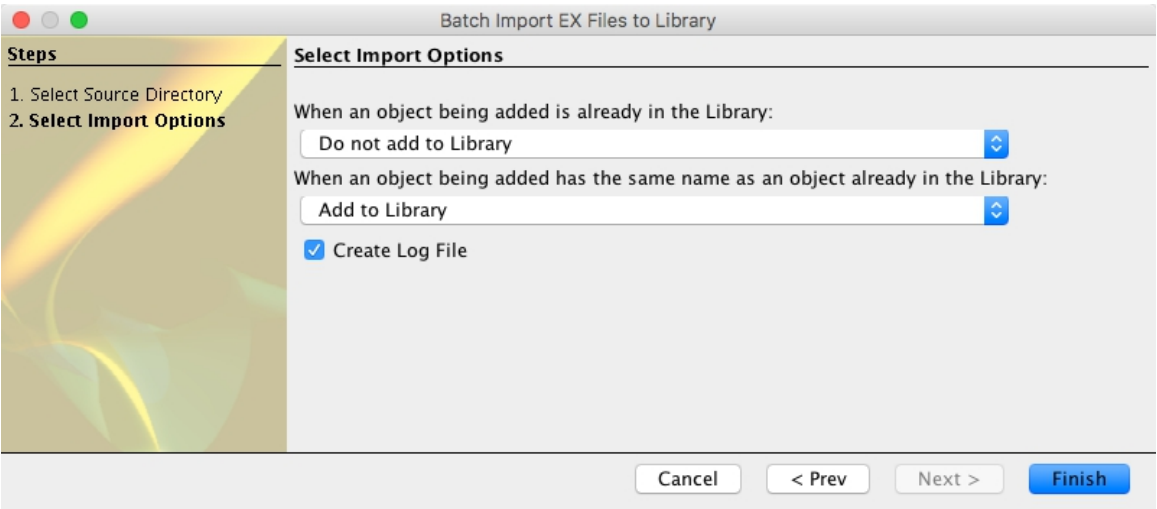 Batch Import EX Files to Library
Steps
1. Select Source Directory
2. Select Import Options
Select Import Options
When an object being added is already in the Library:
Do not add to Library
When an object being added has the same name as an object already in the Library:
Add to Library
Create Log File
Cancel
< Prev
Next >
Finish